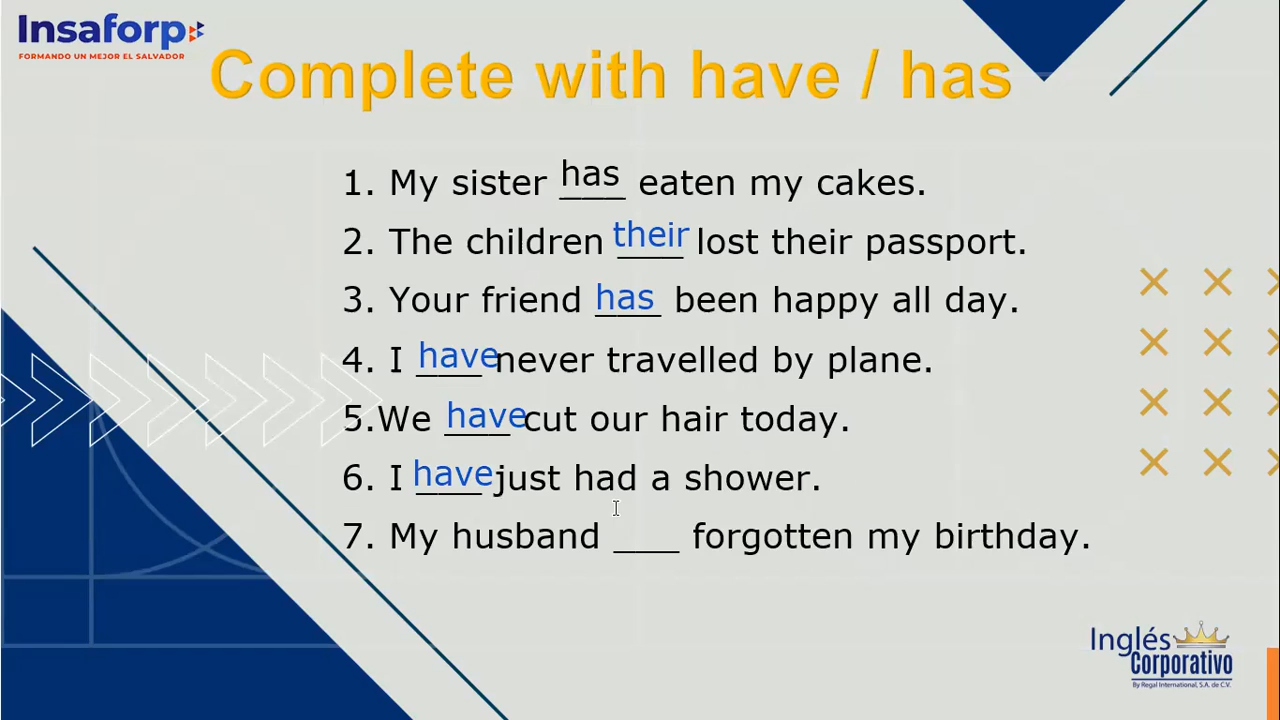 Insaforp
FORMANDO UN MEJOR EL SALVADOR
Complete with have / has
1. My sister has eaten my cakes.
2. The children their lost their passport.
3. Your friend has been happy all day.
4. I have never travelled by plane.
5.We have cut our hair today.
6. I have just had a shower.
7. My husband ___ forgotten my birthday.
Inglés
Corporativo
By Regal International, S.A. de C.V.